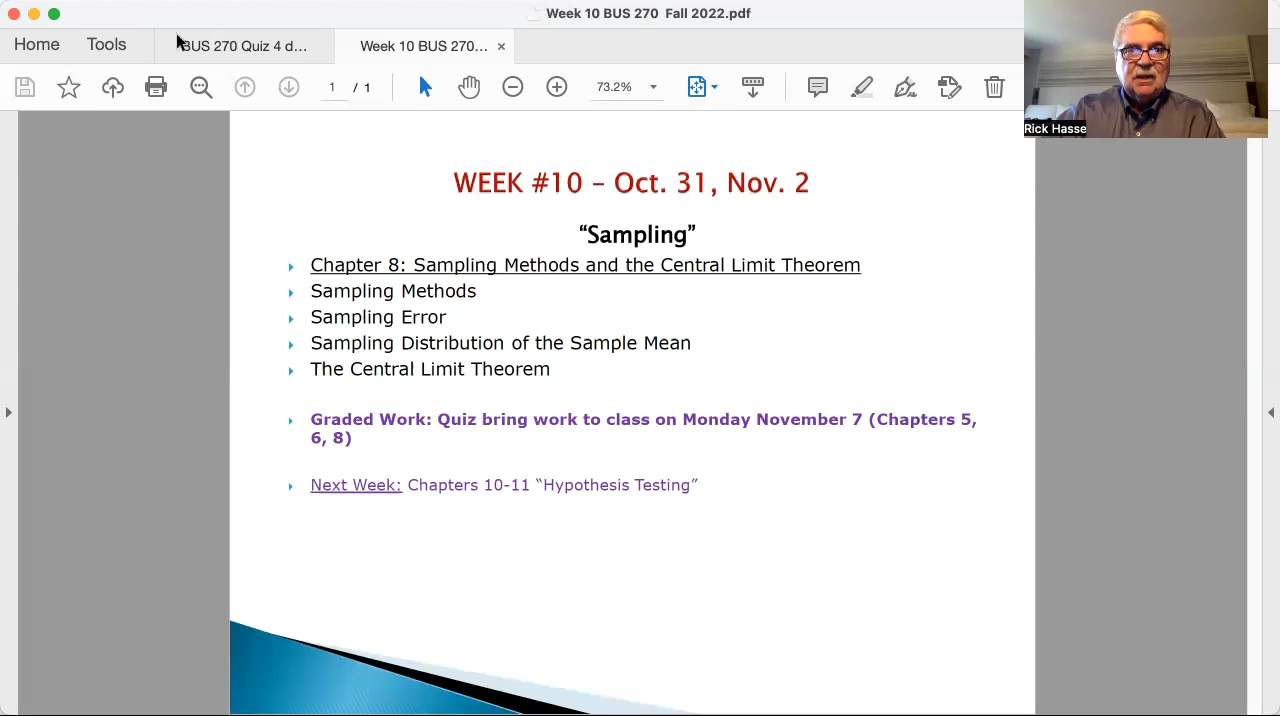 Week 10 BUS 270 Fall 2022.pdf
Home Tools BUS 270 Quiz 4 d... Week 10 BUS 270... ×
1 / 1 73.2%
Rick Hasse
WEEK #10 – Oct. 31, Nov. 2
“Sampling”
Chapter 8: Sampling Methods and the Central Limit Theorem
Sampling Methods
Sampling Error
Sampling Distribution of the Sample Mean
The Central Limit Theorem
Graded Work: Quiz bring work to class on Monday November 7 (Chapters 5,
6, 8)
Next Week: Chapters 10-11 “Hypothesis Testing”